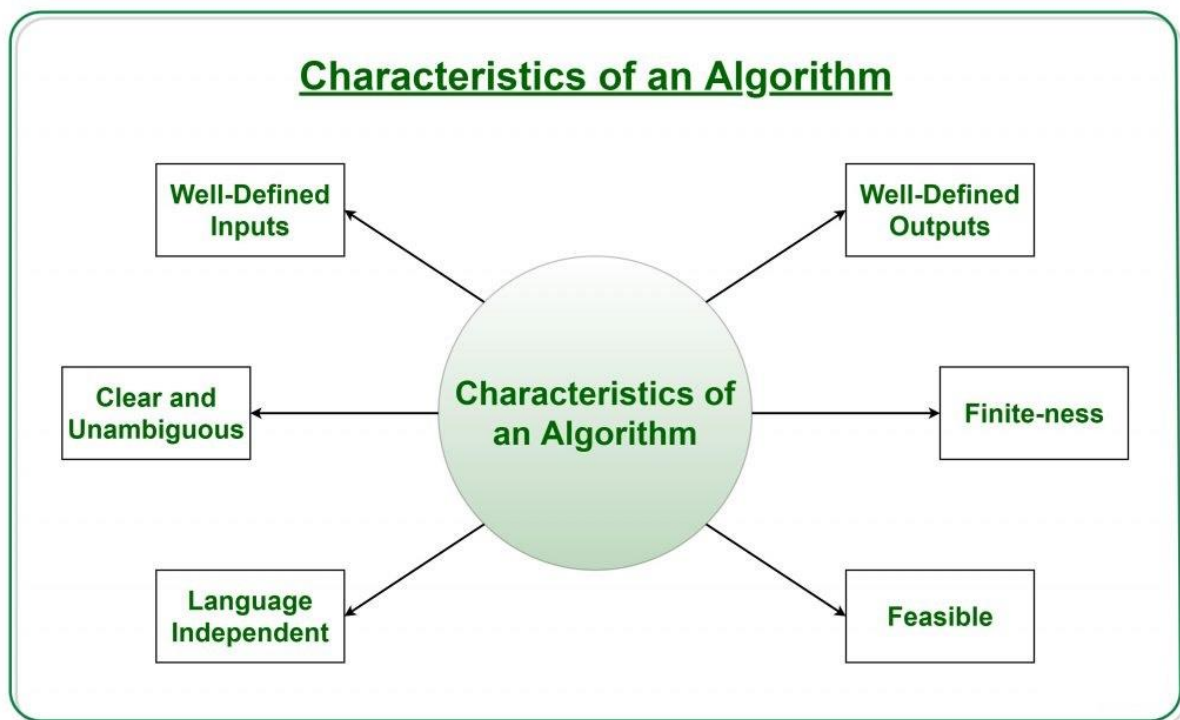 Characteristics of an Algorithm
Well-Defined
Inputs
Well-Defined
Outputs
Clear and
Unambiguous
Characteristics of
an Algorithm
Finite-ness
Language
Independent
Feasible